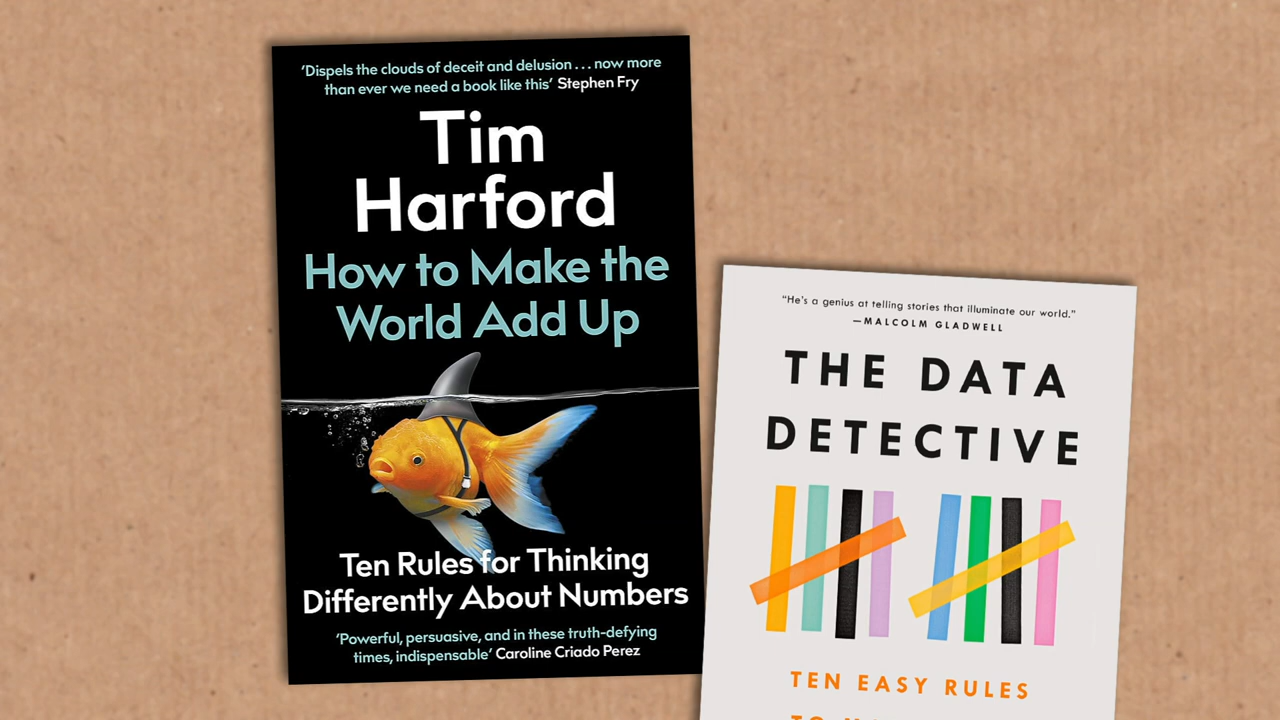 ‘Dispels the clouds of deceit and delusion . . . now more
than ever we need a book like this’ Stephen Fry
Tim
Harford
How to Make the
World Add Up
Ten Rules for Thinking
Differently About Numbers
‘Powerful, persuasive, and in these truth-defying
times, indispensable’ Caroline Criado Perez
“He's a genius at telling stories that illuminate our world.”
—MALCOLM GLADWELL
THE DATA
DETECTIVE
TEN EASY RULES